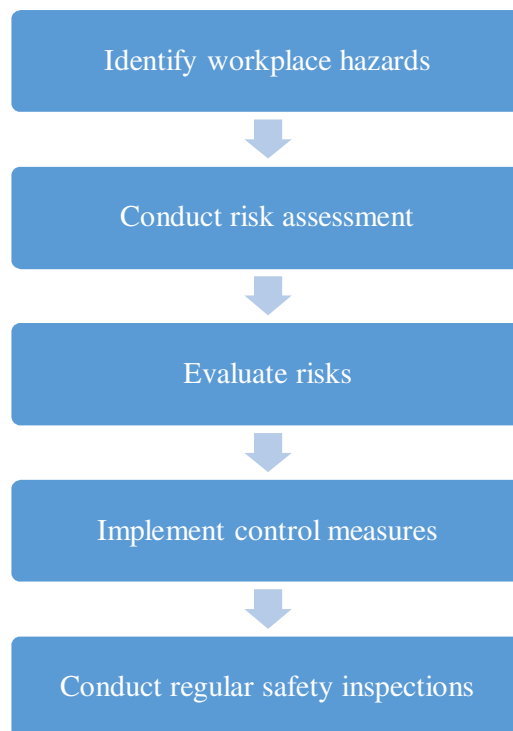 Identify workplace hazards
Conduct risk assessment
Evaluate risks
Implement control measures
Conduct regular safety inspections